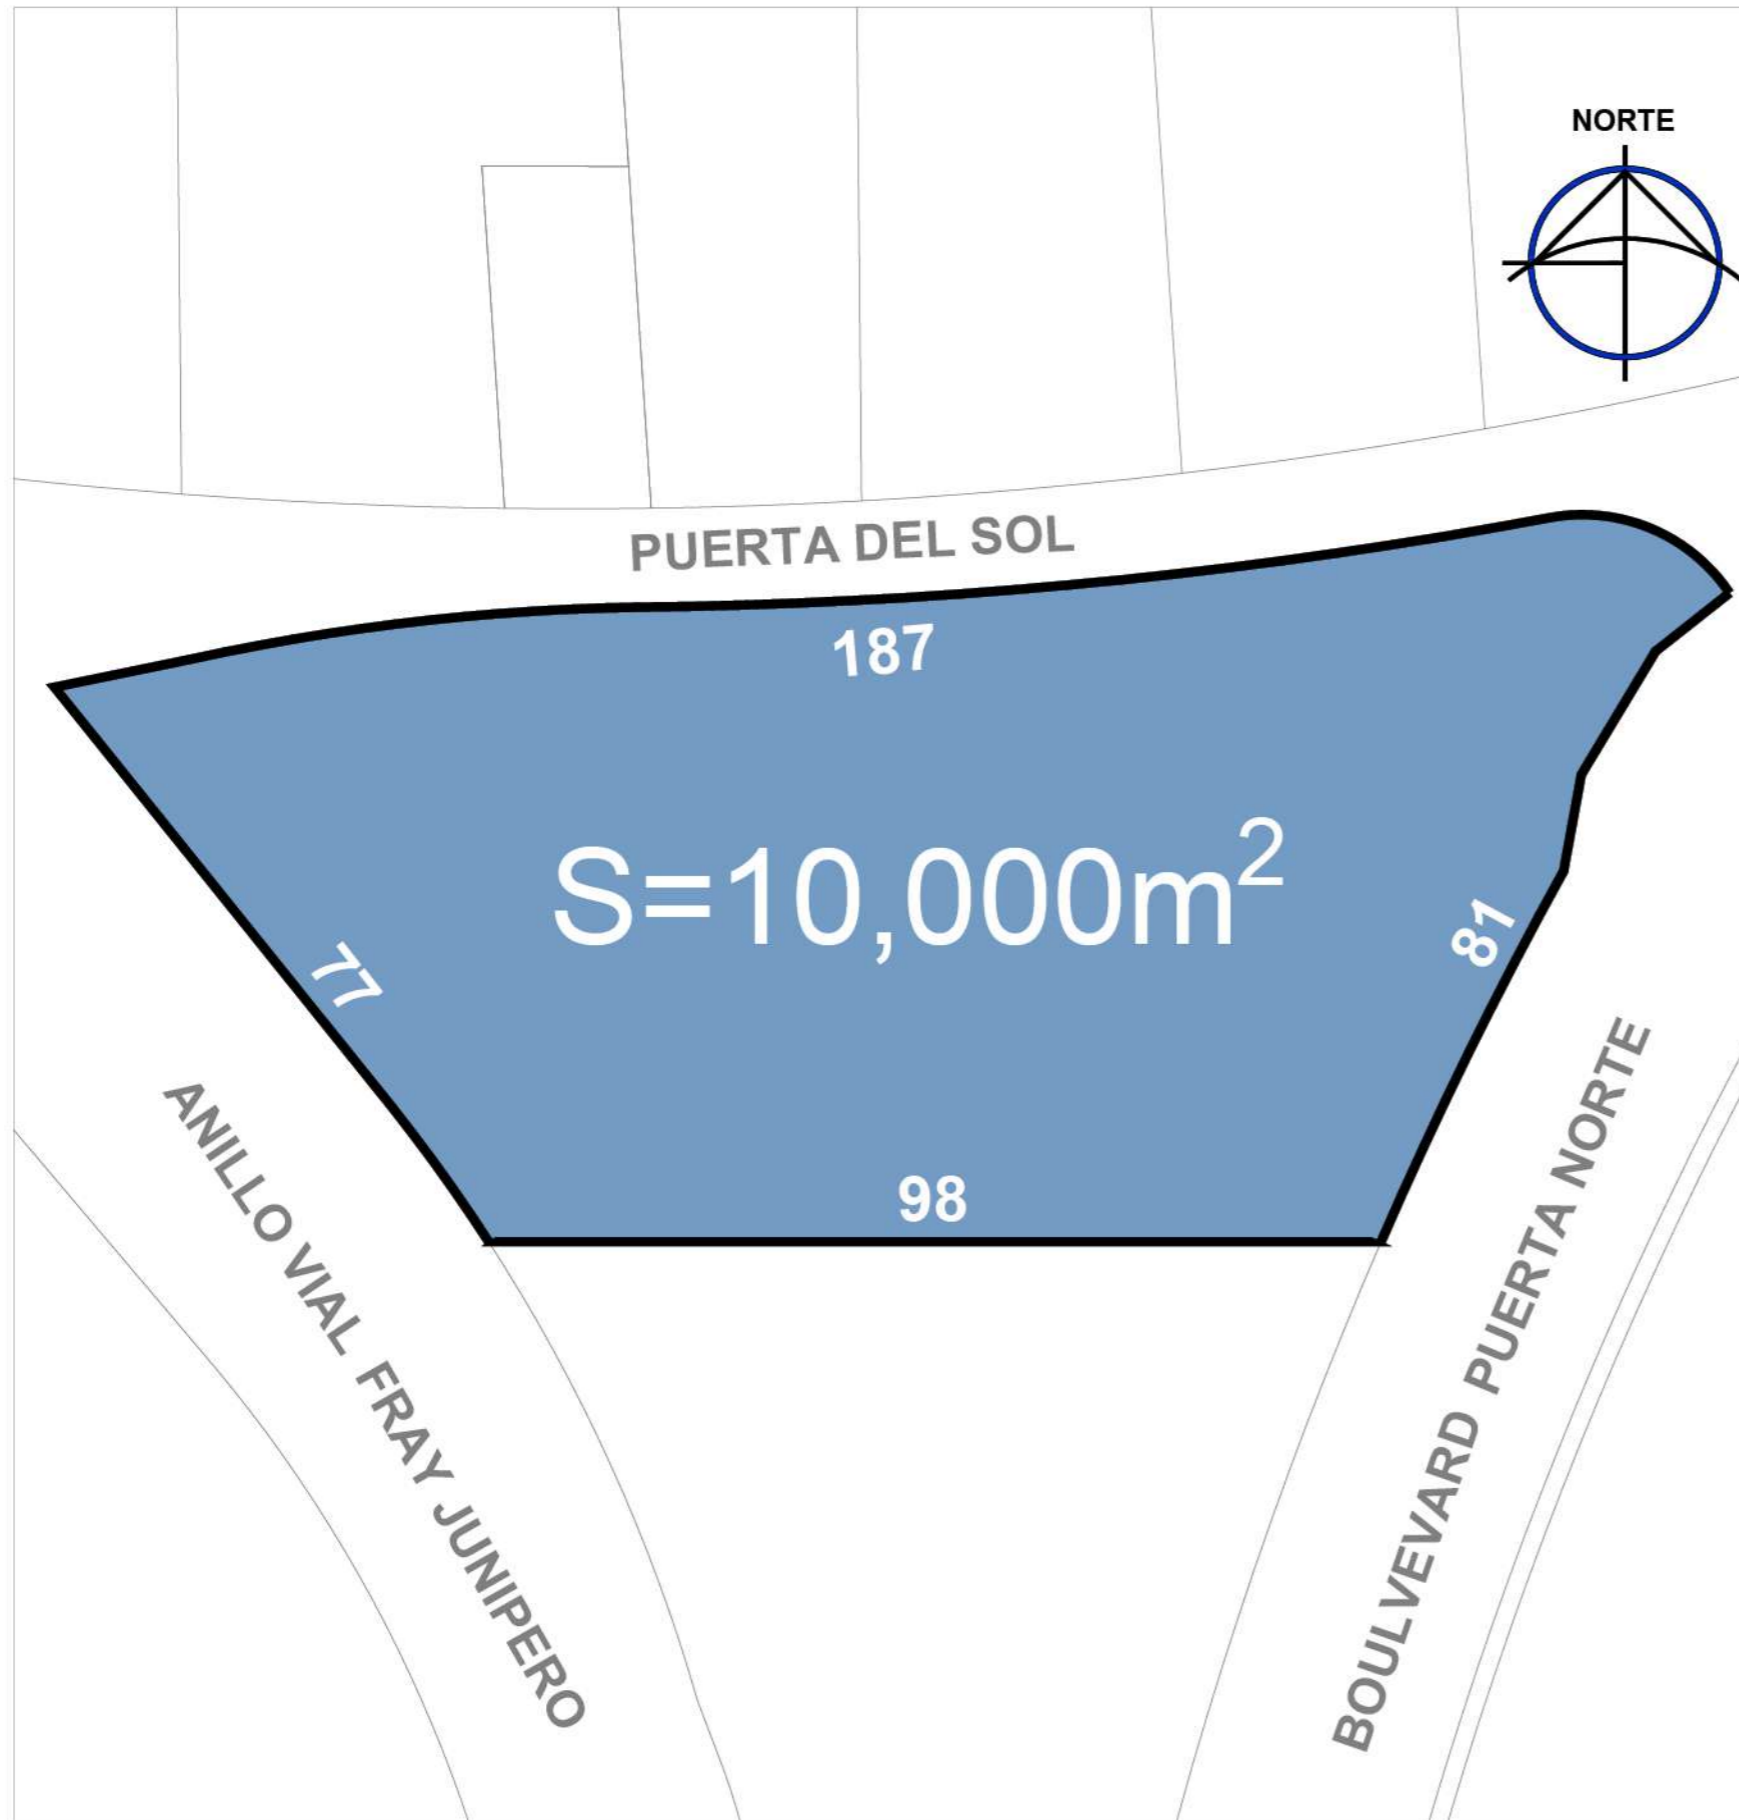 NORTE
PUERTA DEL SOL
187
S=10,000m²
77
81
98
ANILLO VIAL FRAY JUNIPERO
BOULVEVARD PUERTA NORTE